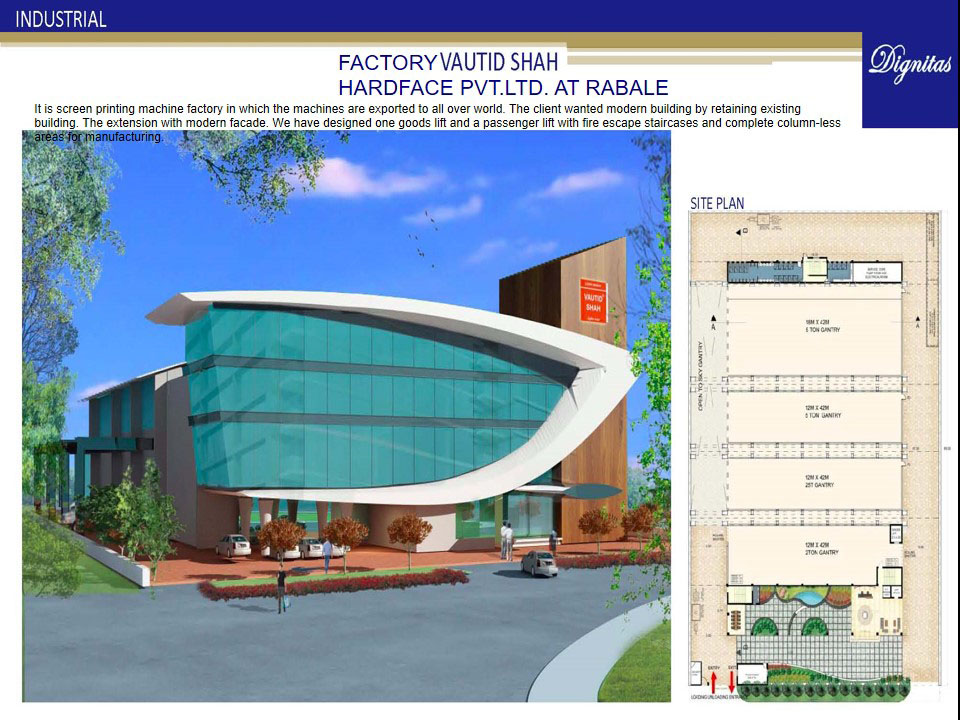 INDUSTRIAL
Dignitas
FACTORY VAUTID SHAH
HARDFACE PVT.LTD. AT RABALE
It is screen printing machine factory in which the machines are exported to all over world. The client wanted modern building by retaining existing
building. The extension with modern facade. We have designed one goods lift and a passenger lift with fire escape staircases and complete column-less
areas for manufacturing.
VAUTID
SHAH
SITE PLAN
18M X 42M
5 TON GANTRY
OPEN TO SKY GANTRY
12M X 42M
5 TON GANTRY
12M X 42M
25T GANTRY
12M X 42M
2TON GANTRY
A
A
ENTRY
LOADING UNLOADING